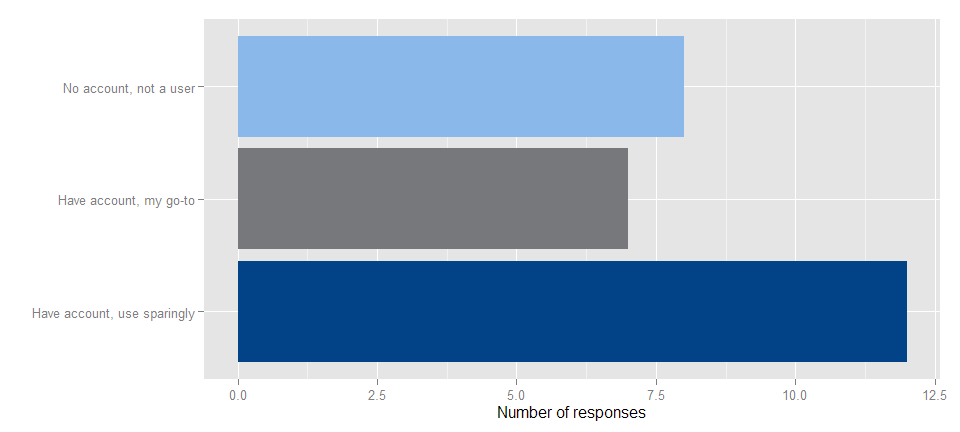 No account, not a user
Have account, my go-to
Have account, use sparingly
0.0 2.5 5.0 7.5 10.0 12.5
Number of responses